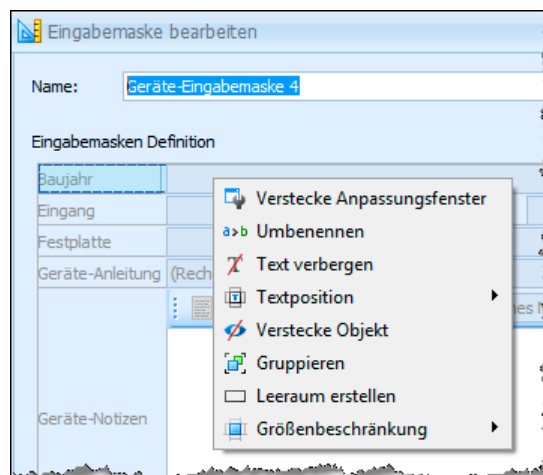 Eingabemaske bearbeiten
Name: Geräte-Eingabemaske 4
Eingabemasken Definition
Baujahr
Verstecke Anpassungsfenster
Eingang
a>b Umbenennen
Festplatte
Text verbergen
Geräte-Anleitung (Rech
Textposition
Verstecke Objekt
Gruppieren
Leeraum erstellen
Geräte-Notizen
Größenbeschränkung